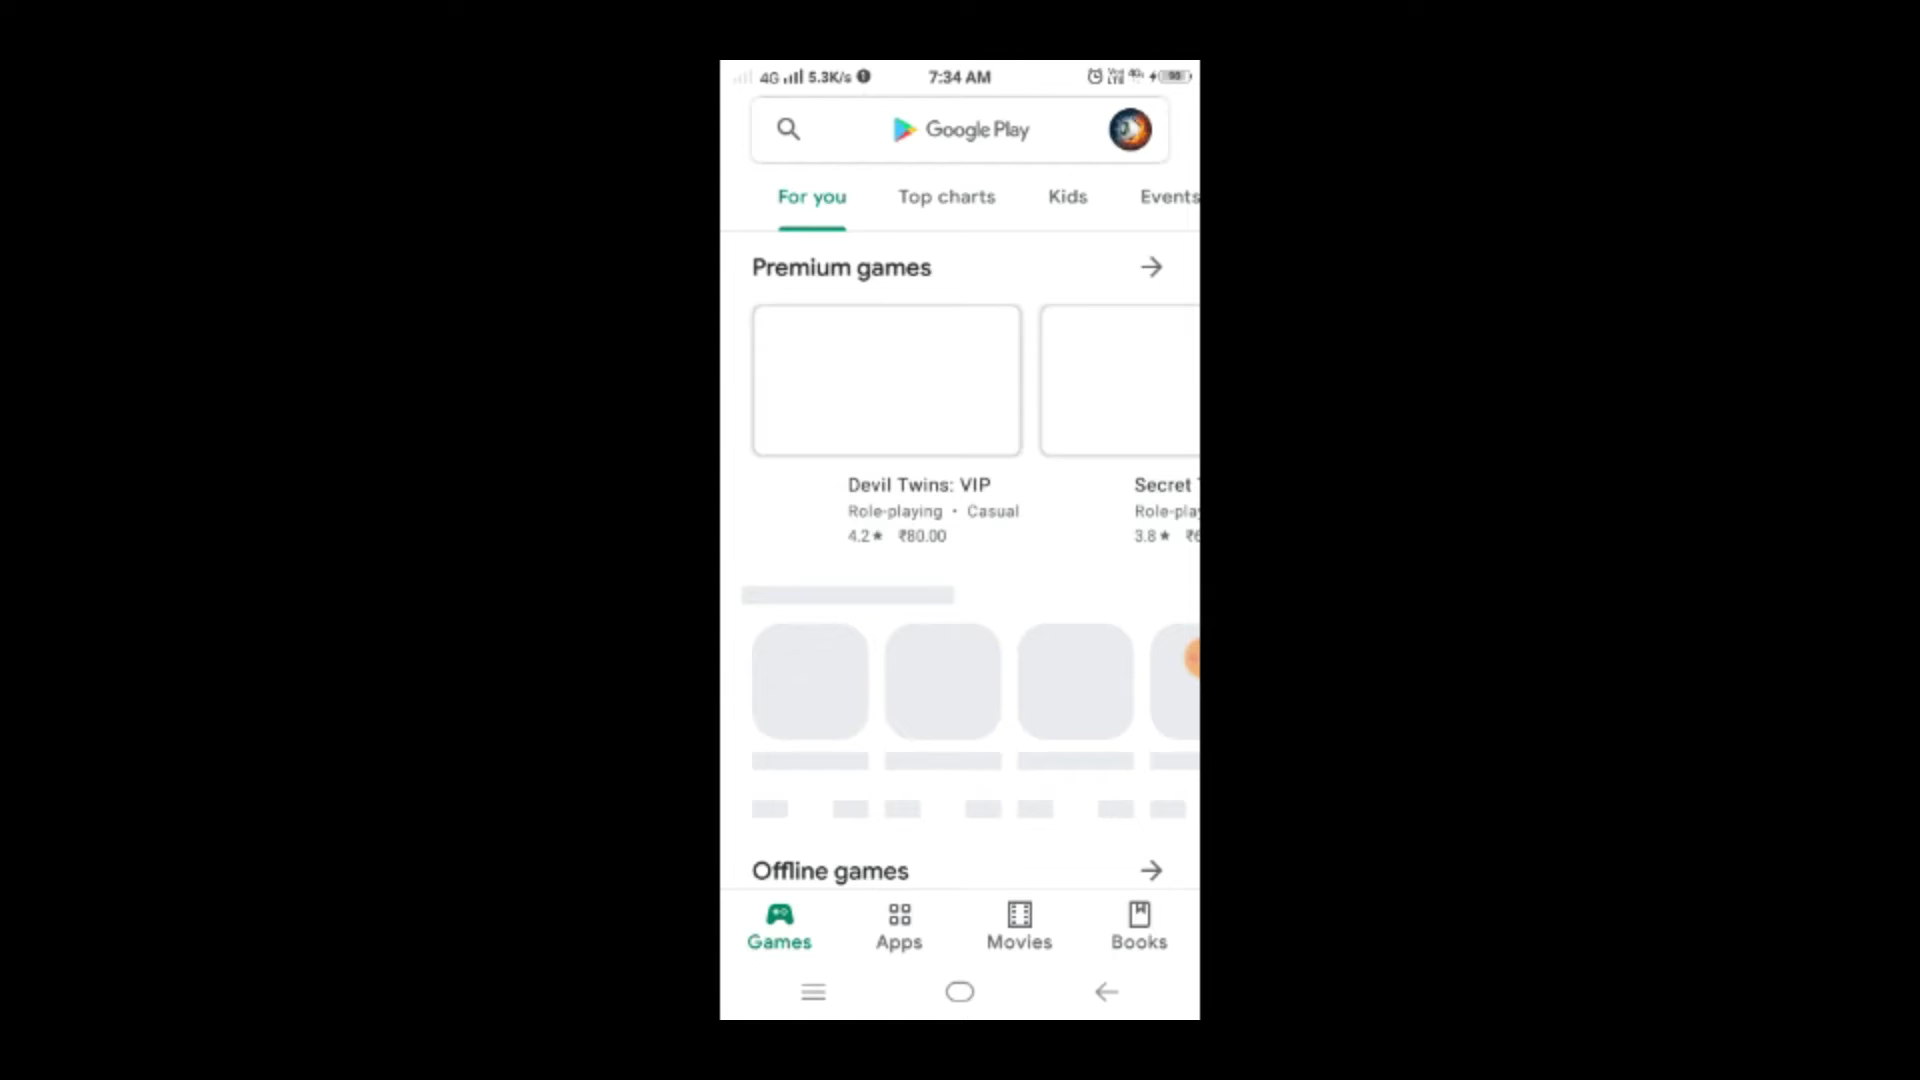 4G 5.3K/s 7:34 AM
Google Play
For you Top charts Kids Events
Premium games
Devil Twins: VIP Secret
Role-playing • Casual Role-play
4.2★ ₹80.00 3.8★ ₹6
Offline games
Games Apps Movies Books